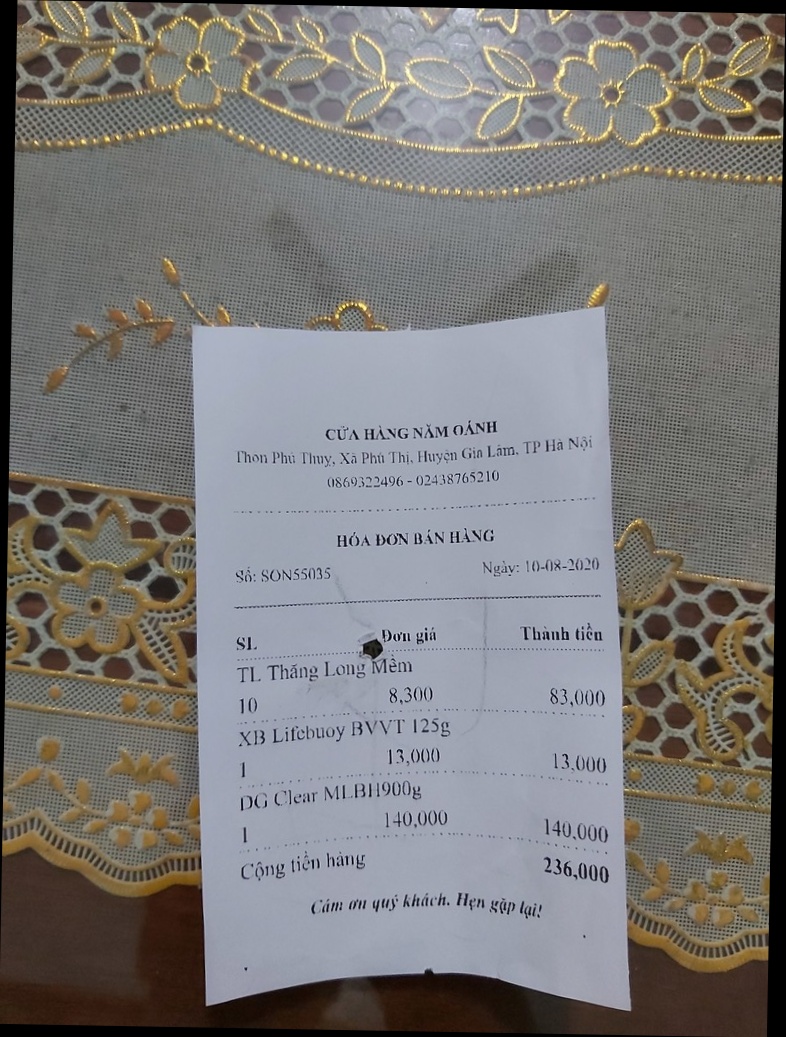 CỬA HÀNG NĂM OÁNH
Thôn Phú Thụy, Xã Phú Thị, Huyện Gia Lâm, TP Hà Nội
0869322496 - 02438765210
HÓA ĐƠN BÁN HÀNG
Số: SON55035 Ngày: 10-08-2020
SL Đơn giá Thành tiền
TL Thăng Long Mềm
10 8,300 83,000
XB Lifebuoy BVVT 125g
1 13,000 13,000
DG Clear MLBH900g
1 140,000 140,000
Cộng tiền hàng 236,000
Cám ơn quý khách. Hẹn gặp lại!